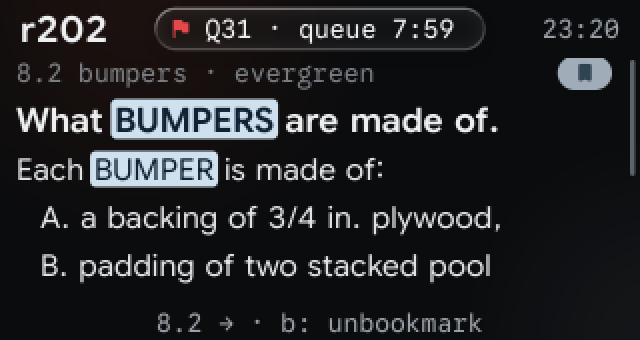 r202 Q31 · queue 7:59 23:20
8.2 bumpers · evergreen
What BUMPERS are made of.
Each BUMPER is made of:
A. a backing of 3/4 in. plywood,
B. padding of two stacked pool
8.2 → · b: unbookmark